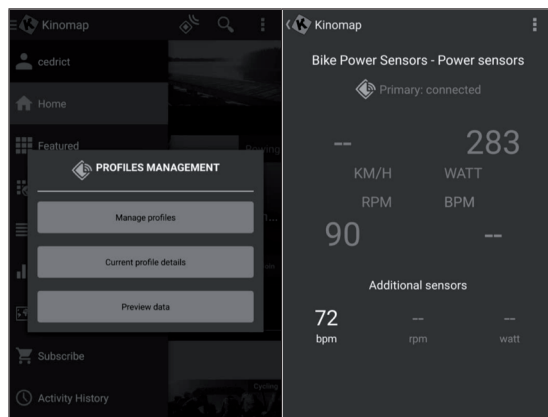 Kinomap
cedrict
Home
Featured
Rowing
PROFILES MANAGEMENT
Manage profiles
Current profile details
Preview data
Subscribe
Activity History
Cycling
Kinomap
Bike Power Sensors - Power sensors
Primary: connected
-- 283
KM/H WATT
RPM BPM
90 --
Additional sensors
72 -- --
bpm rpm watt